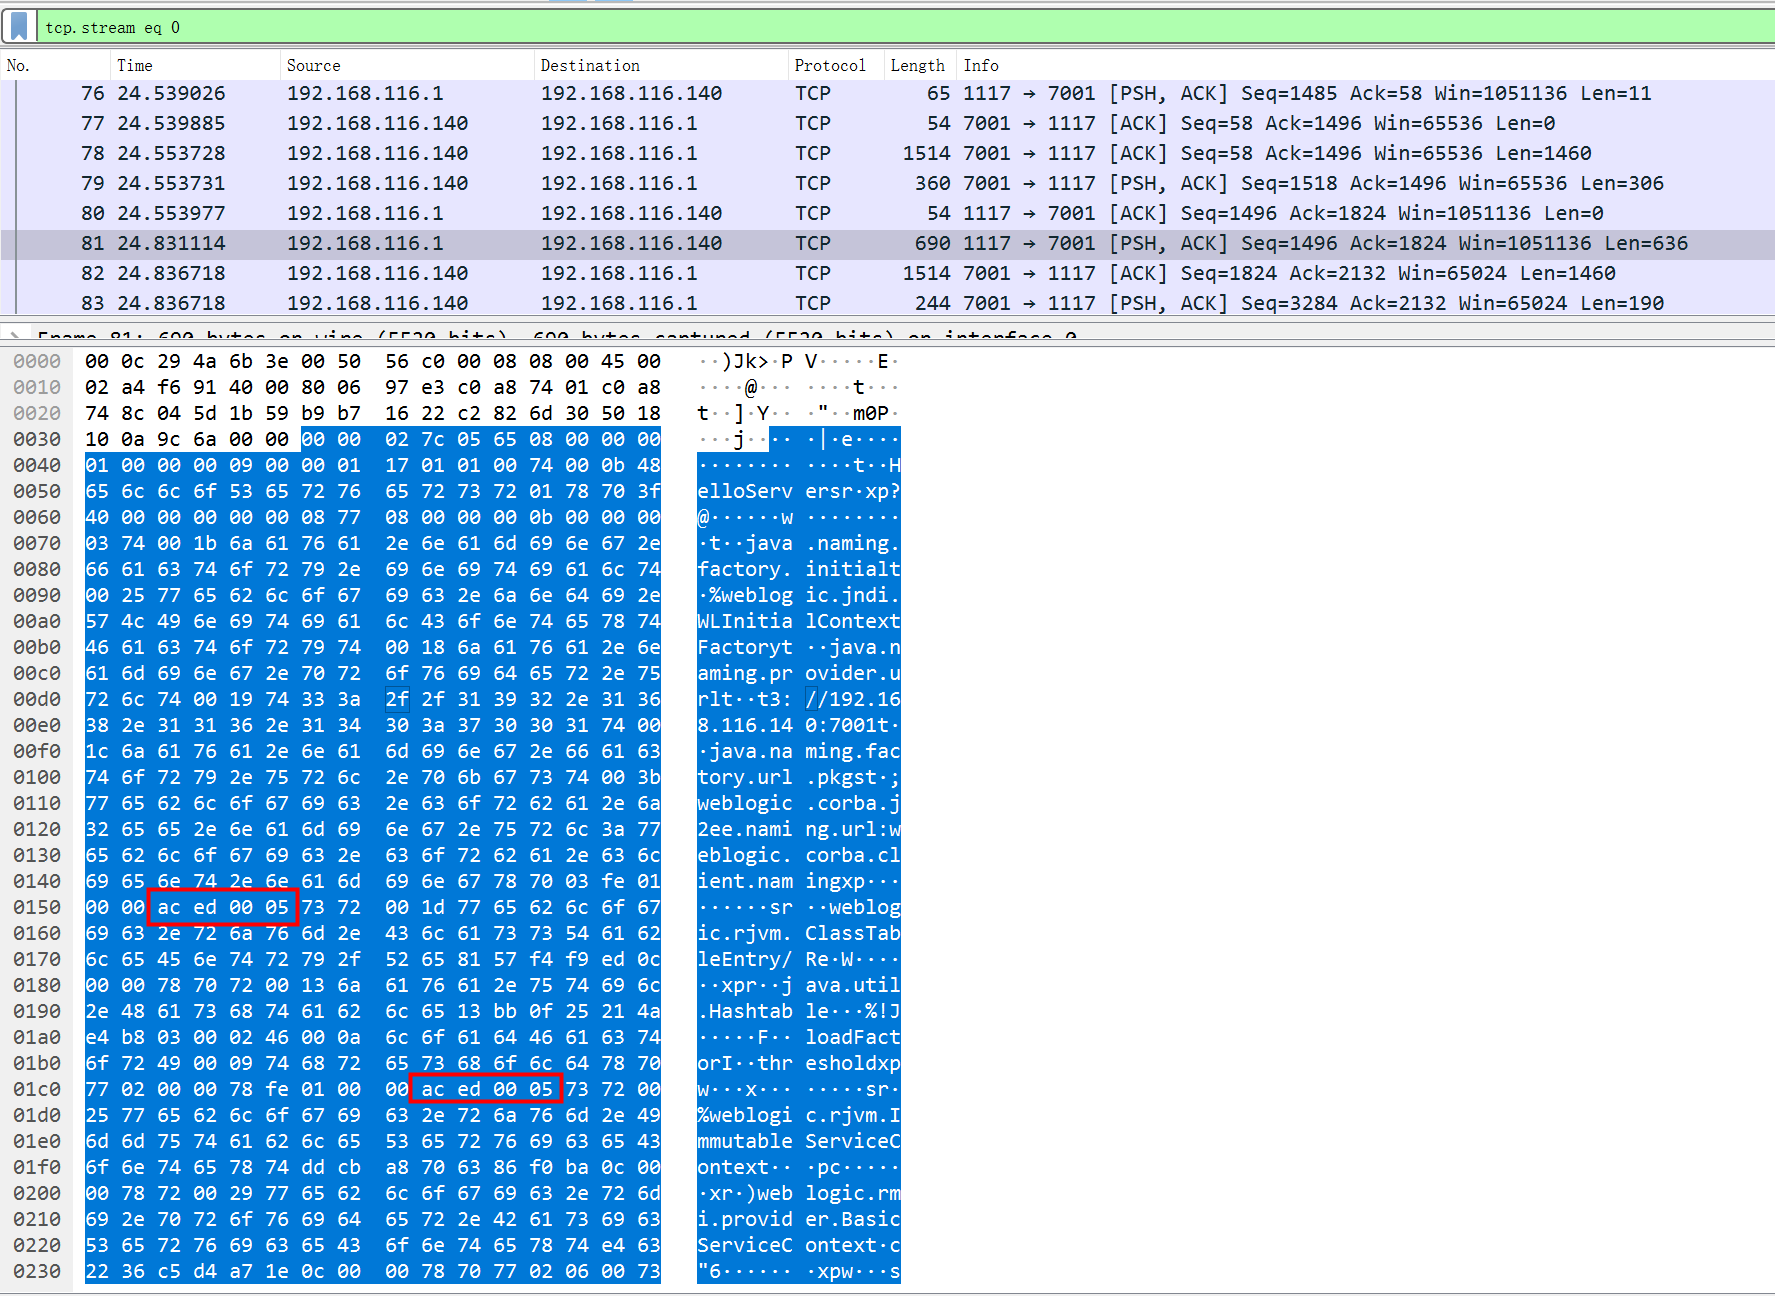 tcp.stream eq 0
No. Time Source Destination Protocol Length Info
76 24.539026 192.168.116.1 192.168.116.140 TCP 65 1117 → 7001 [PSH, ACK] Seq=1485 Ack=58 Win=1051136 Len=11
77 24.539885 192.168.116.140 192.168.116.1 TCP 54 7001 → 1117 [ACK] Seq=58 Ack=1496 Win=65536 Len=0
78 24.553728 192.168.116.140 192.168.116.1 TCP 1514 7001 → 1117 [ACK] Seq=58 Ack=1496 Win=65536 Len=1460
79 24.553731 192.168.116.140 192.168.116.1 TCP 360 7001 → 1117 [PSH, ACK] Seq=1518 Ack=1496 Win=65536 Len=306
80 24.553977 192.168.116.1 192.168.116.140 TCP 54 1117 → 7001 [ACK] Seq=1496 Ack=1824 Win=1051136 Len=0
81 24.831114 192.168.116.1 192.168.116.140 TCP 690 1117 → 7001 [PSH, ACK] Seq=1496 Ack=1824 Win=1051136 Len=636
82 24.836718 192.168.116.140 192.168.116.1 TCP 1514 7001 → 1117 [ACK] Seq=1824 Ack=2132 Win=65024 Len=1460
83 24.836718 192.168.116.140 192.168.116.1 TCP 244 7001 → 1117 [PSH, ACK] Seq=3284 Ack=2132 Win=65024 Len=190
Frame 81: 690 bytes on wire (5520 bits), 690 bytes captured (5520 bits) on interface 0
0000 00 0c 29 4a 6b 3e 00 50 56 c0 00 08 08 00 45 00 ··)Jk>·P V·····E·
0010 02 a4 f6 91 40 00 80 06 97 e3 c0 a8 74 01 c0 a8 ····@··· ····t···
0020 74 8c 04 5d 1b 59 b9 b7 16 22 c2 82 6d 30 50 18 t··]·Y·· ·"··m0P·
0030 10 0a 9c 6a 00 00 00 00 02 7c 05 65 08 00 00 00 ···j···· ·|·e····
0040 01 00 00 00 09 00 00 01 17 01 01 00 74 00 0b 48 ········ ····t··H
0050 65 6c 6c 6f 53 65 72 76 65 72 73 72 01 78 70 3f elloServ ersr·xp?
0060 40 00 00 00 00 00 08 77 08 00 00 00 0b 00 00 00 @······w ········
0070 03 74 00 1b 6a 61 76 61 2e 6e 61 6d 69 6e 67 2e ·t··java .naming.
0080 66 61 63 74 6f 72 79 2e 69 6e 69 74 69 61 6c 74 factory. initialt
0090 00 25 77 65 62 6c 6f 67 69 63 2e 6a 6e 64 69 2e ·%weblog ic.jndi.
00a0 57 4c 49 6e 69 74 69 61 6c 43 6f 6e 74 65 78 74 WLInitia lContext
00b0 46 61 63 74 6f 72 79 74 00 18 6a 61 76 61 2e 6e Factoryt ··java.n
00c0 61 6d 69 6e 67 2e 70 72 6f 76 69 64 65 72 2e 75 aming.pr ovider.u
00d0 72 6c 74 00 19 74 33 3a 2f 2f 31 39 32 2e 31 36 rlt··t3: //192.16
00e0 38 2e 31 31 36 2e 31 34 30 3a 37 30 30 31 74 00 8.116.14 0:7001t·
00f0 1c 6a 61 76 61 2e 6e 61 6d 69 6e 67 2e 66 61 63 ·java.na ming.fac
0100 74 6f 72 79 2e 75 72 6c 2e 70 6b 67 73 74 00 3b tory.url .pkgst·;
0110 77 65 62 6c 6f 67 69 63 2e 63 6f 72 62 61 2e 6a weblogic .corba.j
0120 32 65 65 2e 6e 61 6d 69 6e 67 2e 75 72 6c 3a 77 2ee.nami ng.url:w
0130 65 62 6c 6f 67 69 63 2e 63 6f 72 62 61 2e 63 6c eblogic. corba.cl
0140 69 65 6e 74 2e 6e 61 6d 69 6e 67 78 70 03 fe 01 ient.nam ingxp···
0150 00 00 ac ed 00 05 73 72 00 1d 77 65 62 6c 6f 67 ······sr ··weblog
0160 69 63 2e 72 6a 76 6d 2e 43 6c 61 73 73 54 61 62 ic.rjvm. ClassTab
0170 6c 65 45 6e 74 72 79 2f 52 65 81 57 f4 f9 ed 0c leEntry/ Re·W····
0180 00 00 78 70 72 00 13 6a 61 76 61 2e 75 74 69 6c ··xpr··j ava.util
0190 2e 48 61 73 68 74 61 62 6c 65 13 bb 0f 25 21 4a .Hashtab le···%!J
01a0 e4 b8 03 00 02 46 00 0a 6c 6f 61 64 46 61 63 74 ·····F·· loadFact
01b0 6f 72 49 00 09 74 68 72 65 73 68 6f 6c 64 78 70 orI··thr esholdxp
01c0 77 02 00 00 78 fe 01 00 00 ac ed 00 05 73 72 00 w···x··· ·····sr·
01d0 25 77 65 62 6c 6f 67 69 63 2e 72 6a 76 6d 2e 49 %weblogi c.rjvm.I
01e0 6d 6d 75 74 61 62 6c 65 53 65 72 76 69 63 65 43 mmutable ServiceC
01f0 6f 6e 74 65 78 74 dd cb a8 70 63 86 f0 ba 0c 00 ontext·· ·pc·····
0200 00 78 72 00 29 77 65 62 6c 6f 67 69 63 2e 72 6d ·xr·)web logic.rm
0210 69 2e 70 72 6f 76 69 64 65 72 2e 42 61 73 69 63 i.provid er.Basic
0220 53 65 72 76 69 63 65 43 6f 6e 74 65 78 74 e4 63 ServiceC ontext·c
0230 22 36 c5 d4 a7 1e 0c 00 00 78 70 77 02 06 00 73 "6······ ·xpw···s